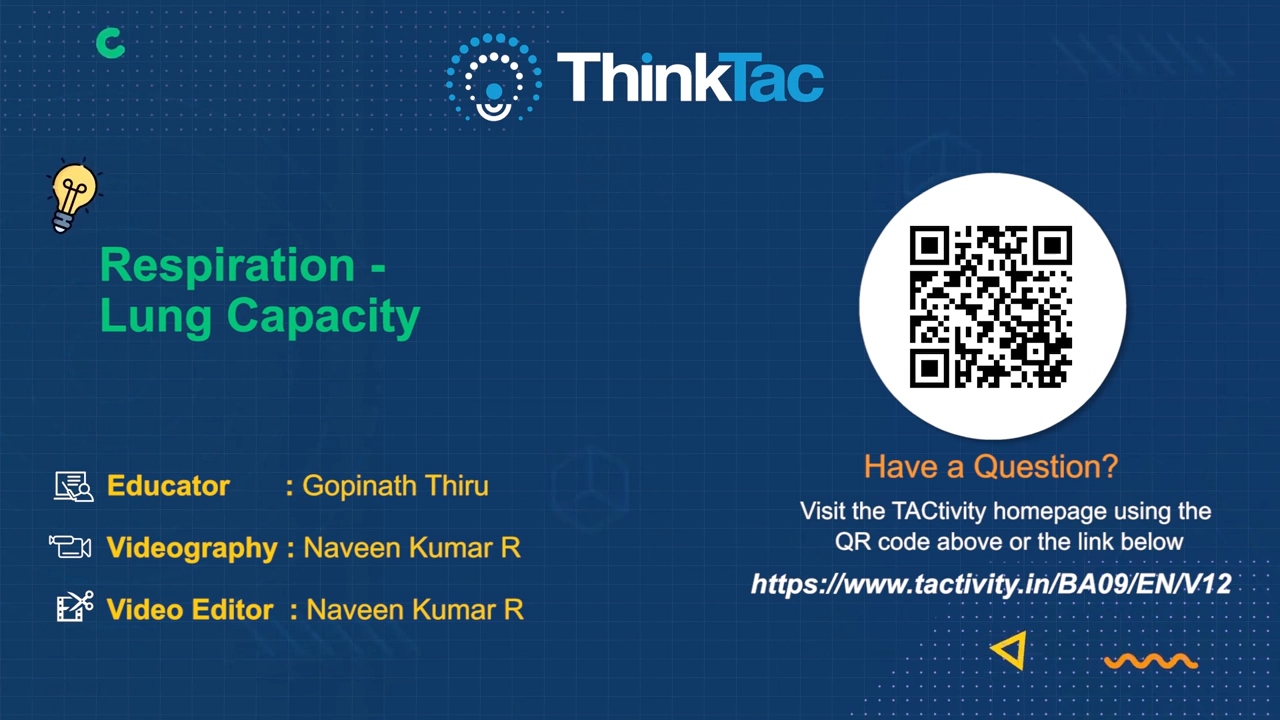 ThinkTac
Respiration -
Lung Capacity
Educator : Gopinath Thiru
Videography : Naveen Kumar R
Video Editor : Naveen Kumar R
Have a Question?
Visit the TACtivity homepage using the
QR code above or the link below
https://www.tactivity.in/BA09/EN/V12